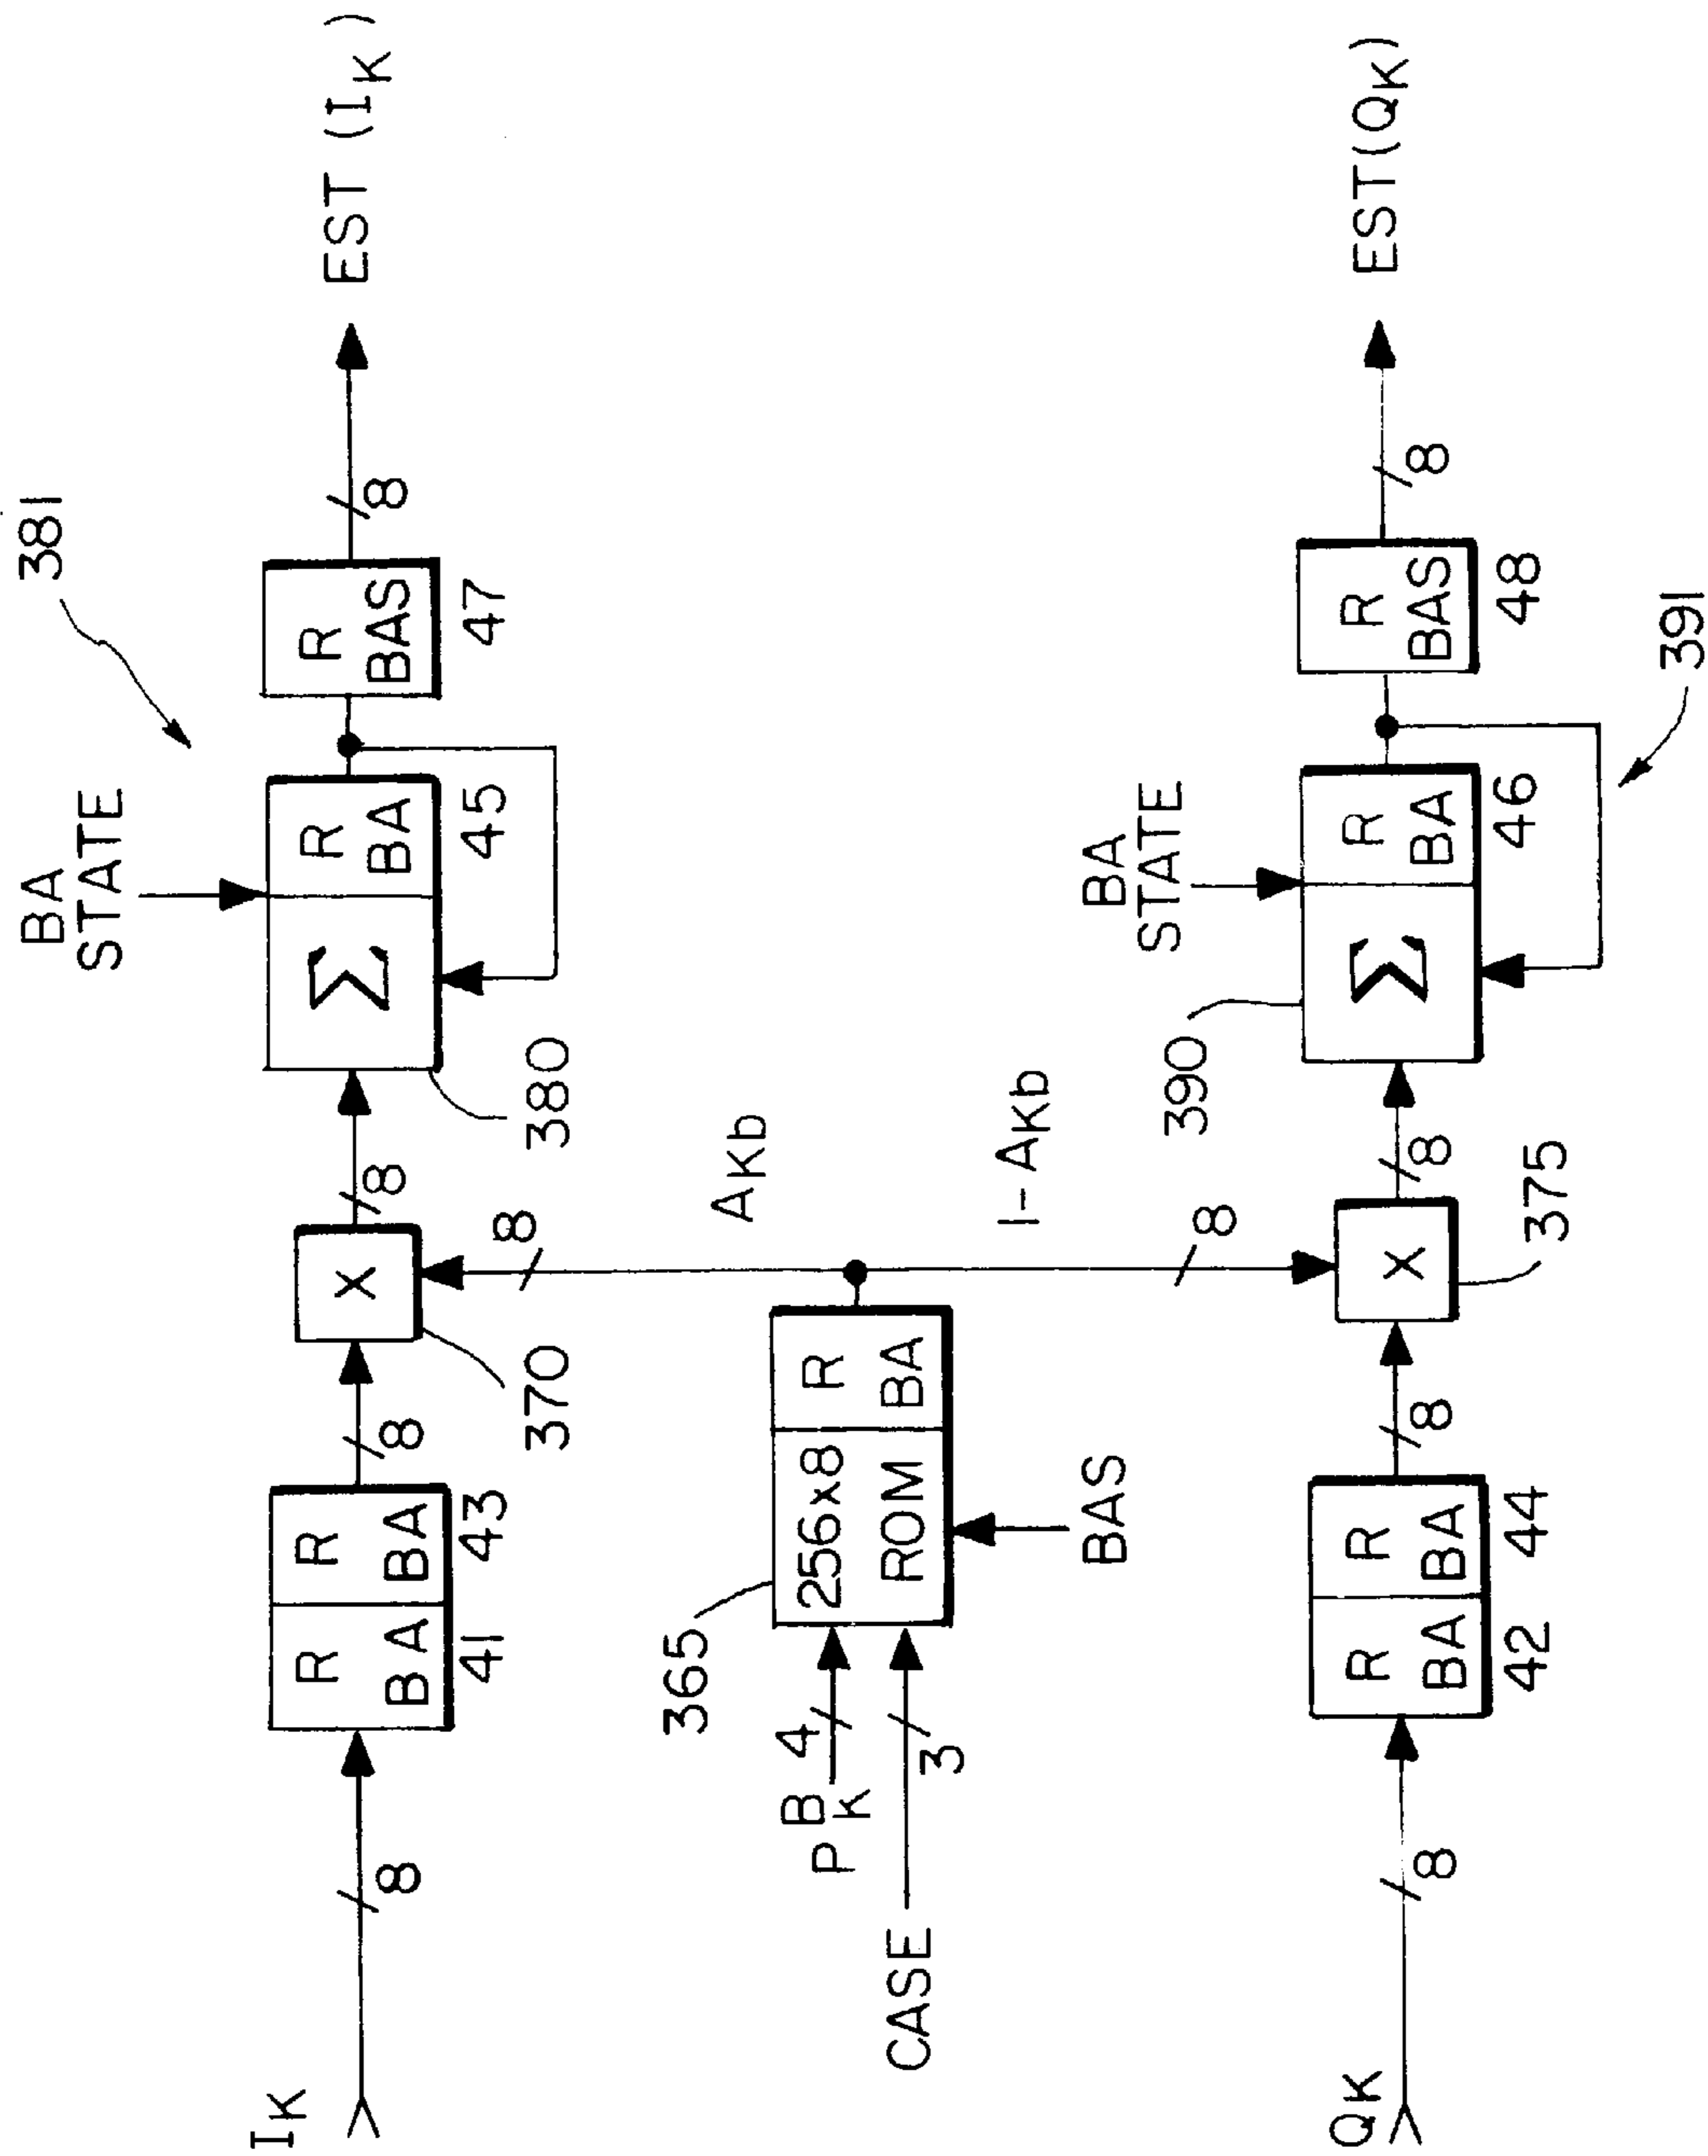 IK
8
R R
BA BA
41 43
8
X
370
8
BA
STATE
Σ
R
BA
380
45
381
R
BAS
47
8
EST (IK)
PK B 4
CASE
3
365
256x8
ROM
R
BA
BAS
8
AKb
1-AKb
8
QK
8
R R
BA BA
42 44
8
X
375
8
BA
STATE
390
Σ
R
BA
46
391
R
BAS
48
8
EST(QK)